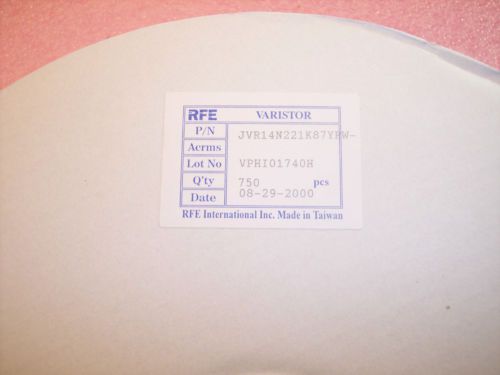 RFE VARISTOR
P/N JVR14N221K87YPW-
Acrms
Lot No VPHI01740H
Q'ty 750 pcs
Date 08-29-2000
RFE International Inc. Made in Taiwan